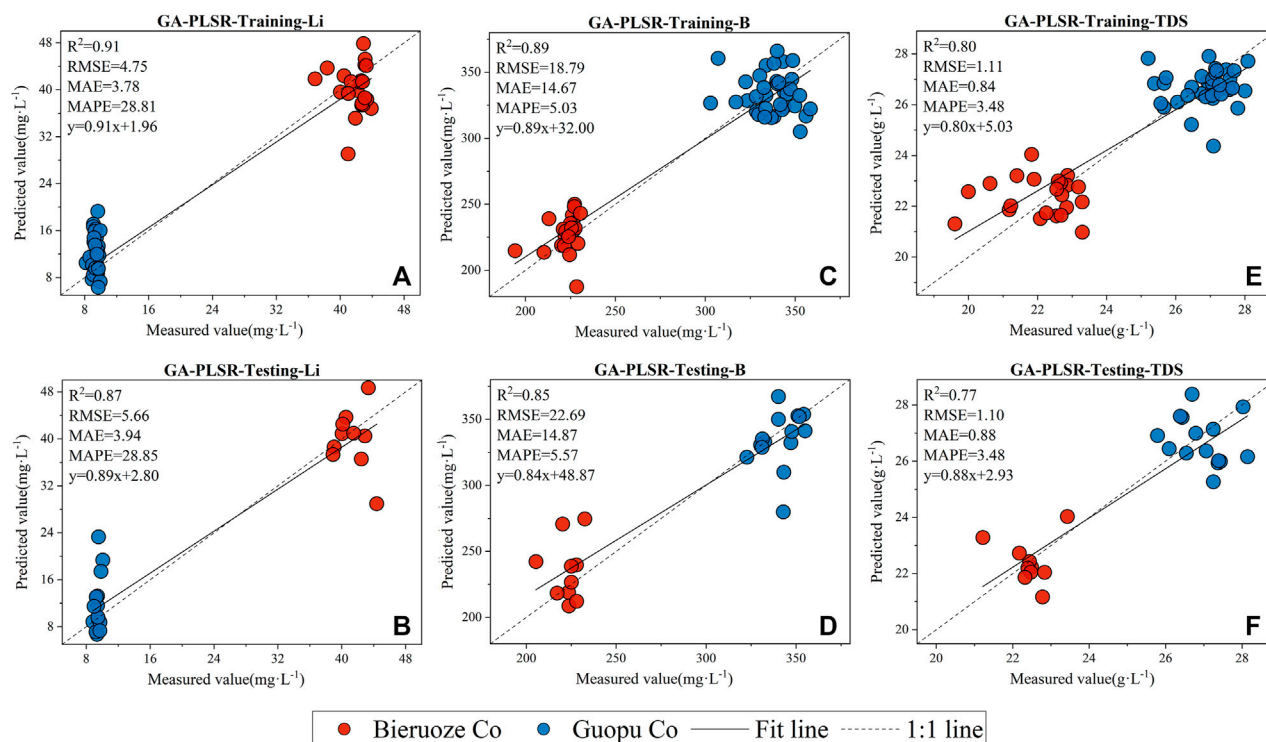 GA-PLSR-Training-Li
R²=0.91
RMSE=4.75
MAE=3.78
MAPE=28.81
y=0.91x+1.96
48
40
32
24
16
8
Predicted value(mg·L⁻¹)
8 16 24 32 40 48
Measured value(mg·L⁻¹)
A
GA-PLSR-Training-B
R²=0.89
RMSE=18.79
MAE=14.67
MAPE=5.03
y=0.89x+32.00
350
300
250
200
Predicted value(mg·L⁻¹)
200 250 300 350
Measured value(mg·L⁻¹)
C
GA-PLSR-Training-TDS
R²=0.80
RMSE=1.11
MAE=0.84
MAPE=3.48
y=0.80x+5.03
28
26
24
22
20
Predicted value(g·L⁻¹)
20 22 24 26 28
Measured value(g·L⁻¹)
E
GA-PLSR-Testing-Li
R²=0.87
RMSE=5.66
MAE=3.94
MAPE=28.85
y=0.89x+2.80
48
40
32
24
16
8
Predicted value(mg·L⁻¹)
8 16 24 32 40 48
Measured value(mg·L⁻¹)
B
GA-PLSR-Testing-B
R²=0.85
RMSE=22.69
MAE=14.87
MAPE=5.57
y=0.84x+48.87
350
300
250
200
Predicted value(mg·L⁻¹)
200 250 300 350
Measured value(mg·L⁻¹)
D
GA-PLSR-Testing-TDS
R²=0.77
RMSE=1.10
MAE=0.88
MAPE=3.48
y=0.88x+2.93
28
26
24
22
20
Predicted value(g·L⁻¹)
20 22 24 26 28
Measured value(g·L⁻¹)
F
Bieruoze Co Guopu Co Fit line 1:1 line